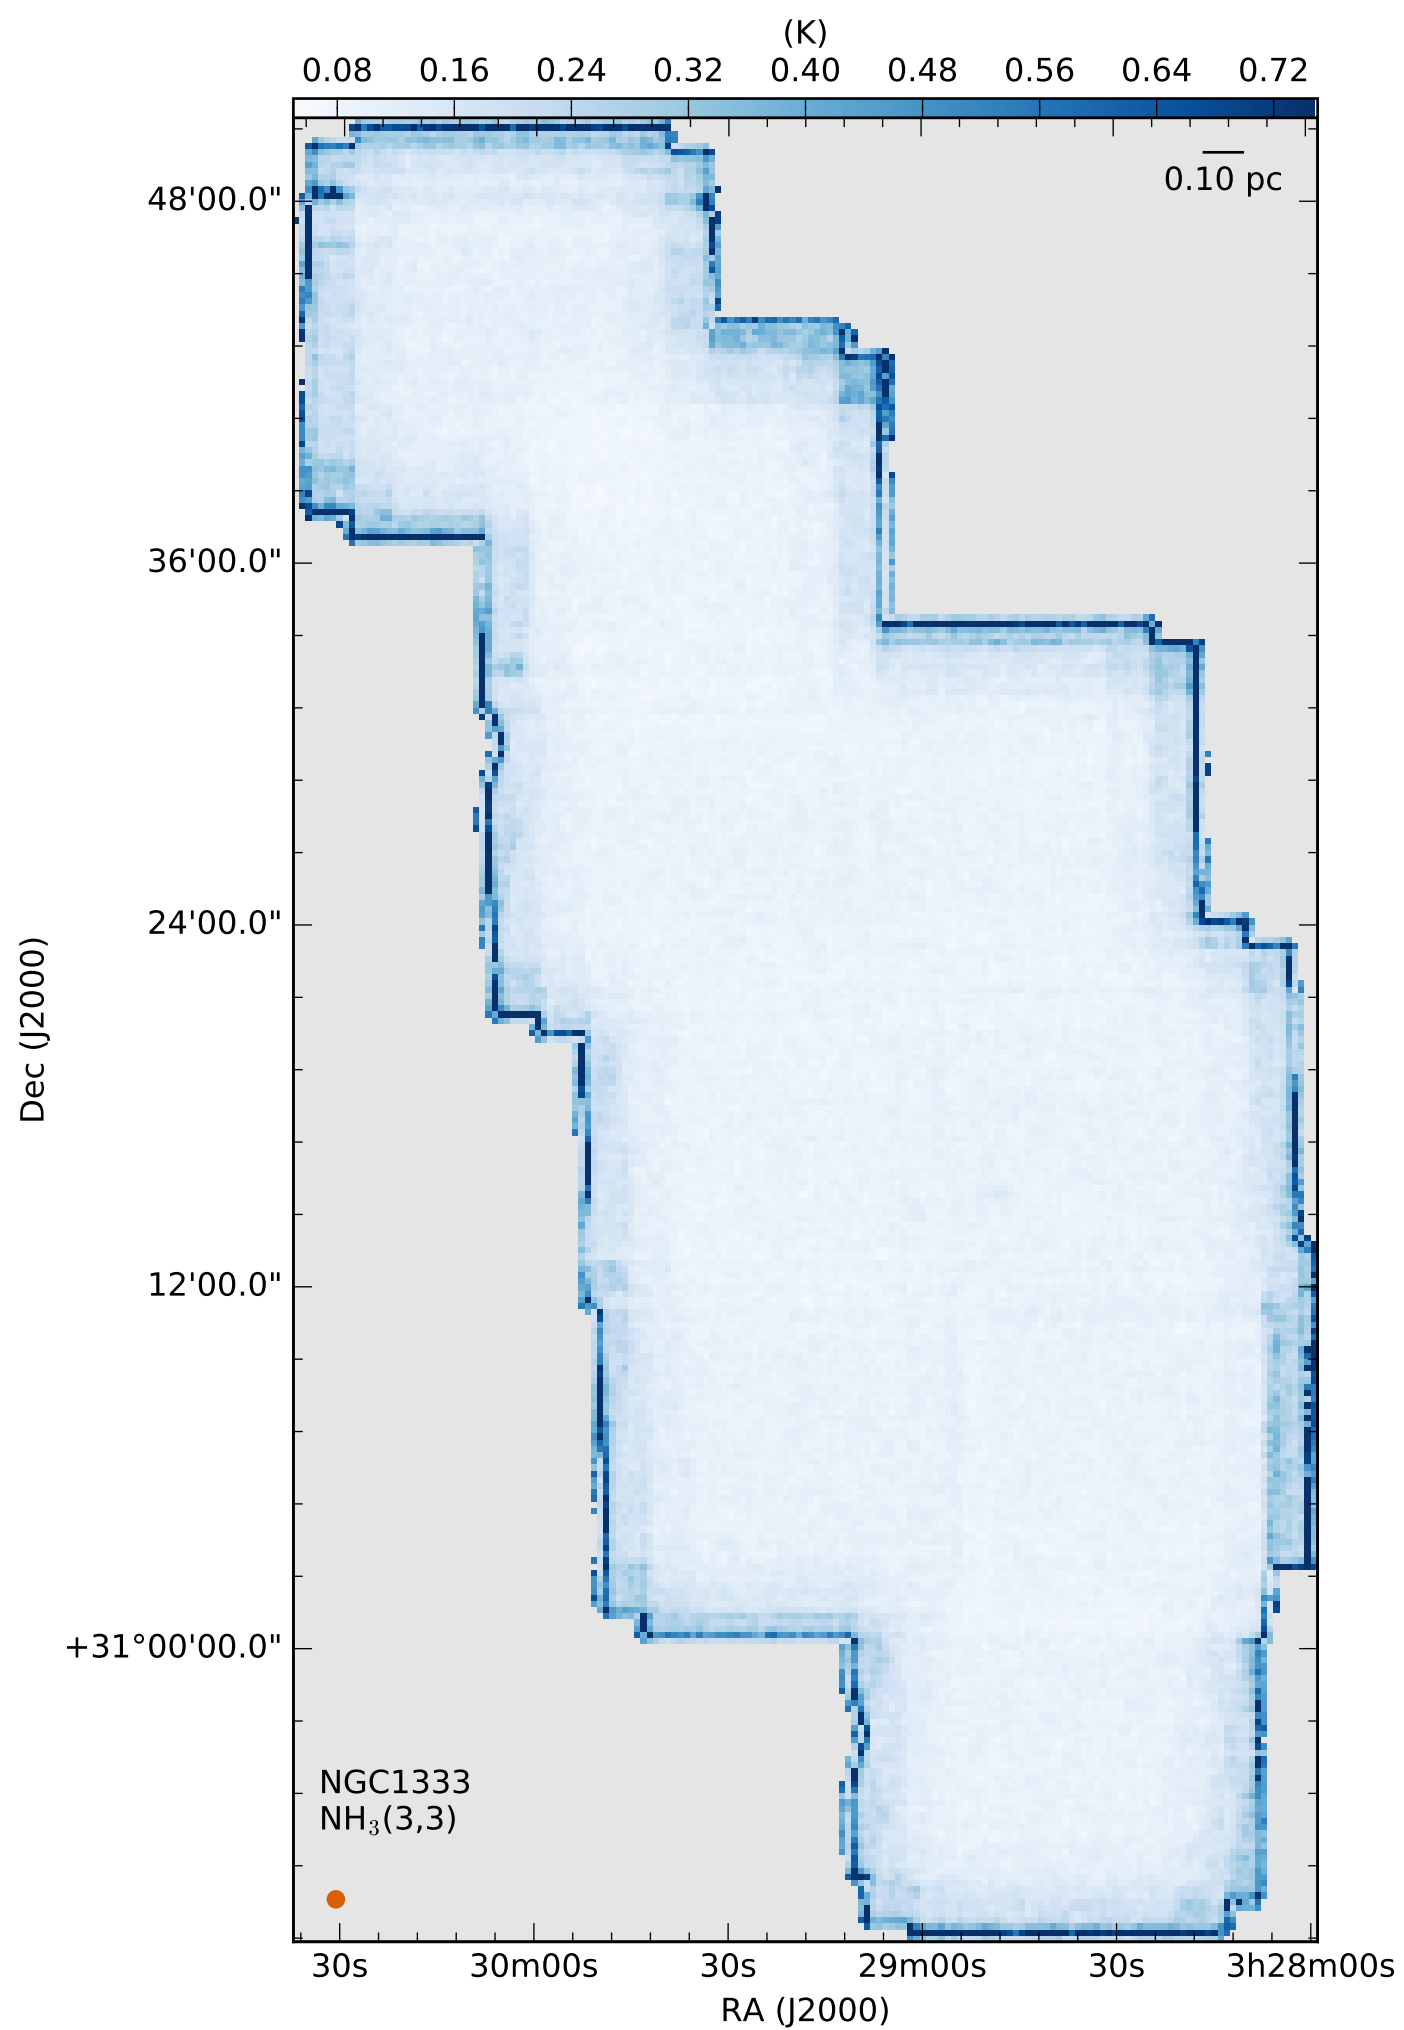 (K)
0.08 0.16 0.24 0.32 0.40 0.48 0.56 0.64 0.72
0.10 pc
48'00.0"
36'00.0"
24'00.0"
12'00.0"
+31°00'00.0"
Dec (J2000)
NGC1333
NH₃(3,3)
30s 30m00s 30s 29m00s 30s 3h28m00s
RA (J2000)